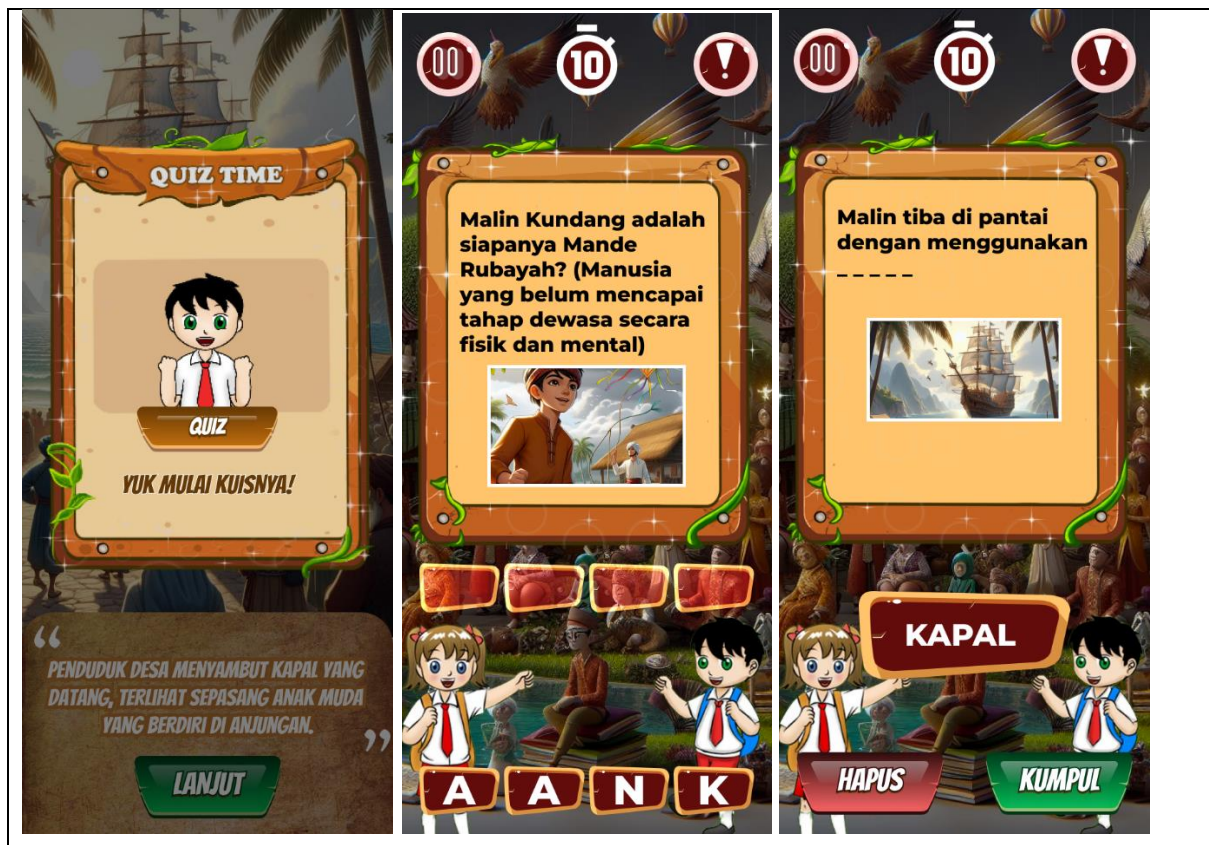 QUIZ TIME
QUIZ
YUK MULAI KUISNYA!
“
PENDUDUK DESA MENYAMBUT KAPAL YANG
DATANG, TERLIHAT SEPASANG ANAK MUDA
YANG BERDIRI DI ANJUNGAN.
”
LANJUT
10
!
Malin Kundang adalah
siapanya Mande
Rubayah? (Manusia
yang belum mencapai
tahap dewasa secara
fisik dan mental)
A A N K
10
!
Malin tiba di pantai
dengan menggunakan
_ _ _ _ _
KAPAL
HAPUS
KUMPUL